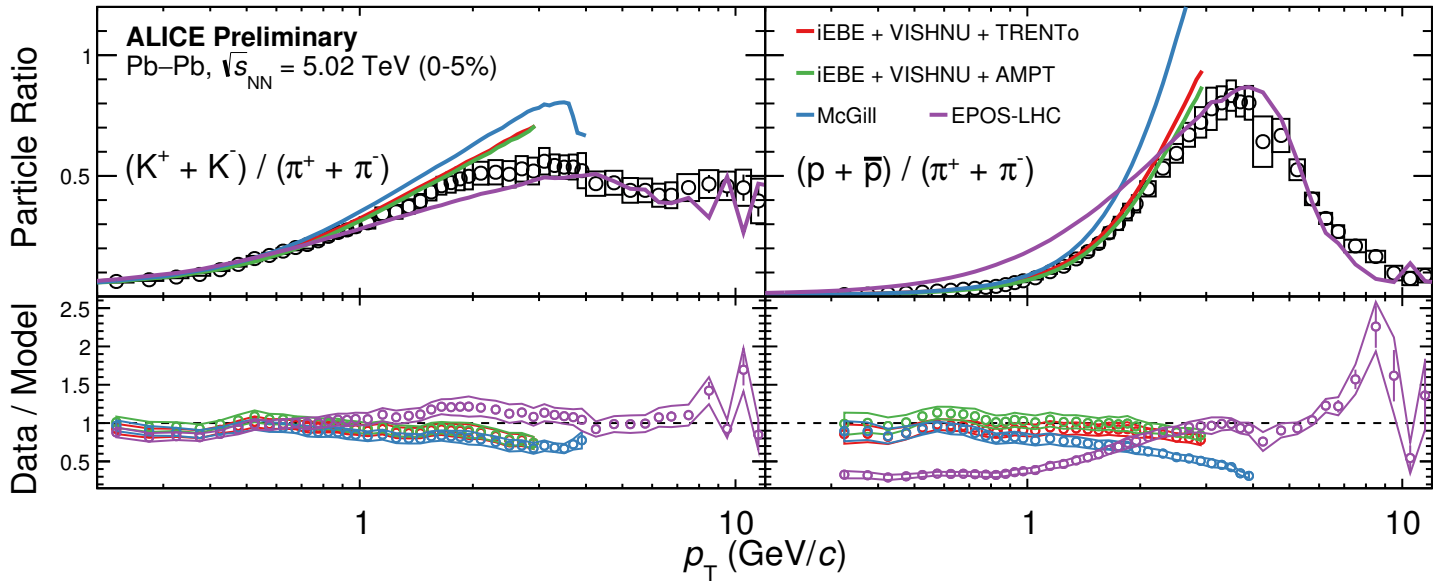 ALICE Preliminary
Pb–Pb, √s_NN = 5.02 TeV (0-5%)
(K⁺ + K⁻) / (π⁺ + π⁻)
Particle Ratio
1
0.5
iEBE + VISHNU + TRENTo
iEBE + VISHNU + AMPT
McGill
EPOS-LHC
(p + p̅) / (π⁺ + π⁻)
Data / Model
2.5
2
1.5
1
0.5
1
10
1
10
p_T (GeV/c)